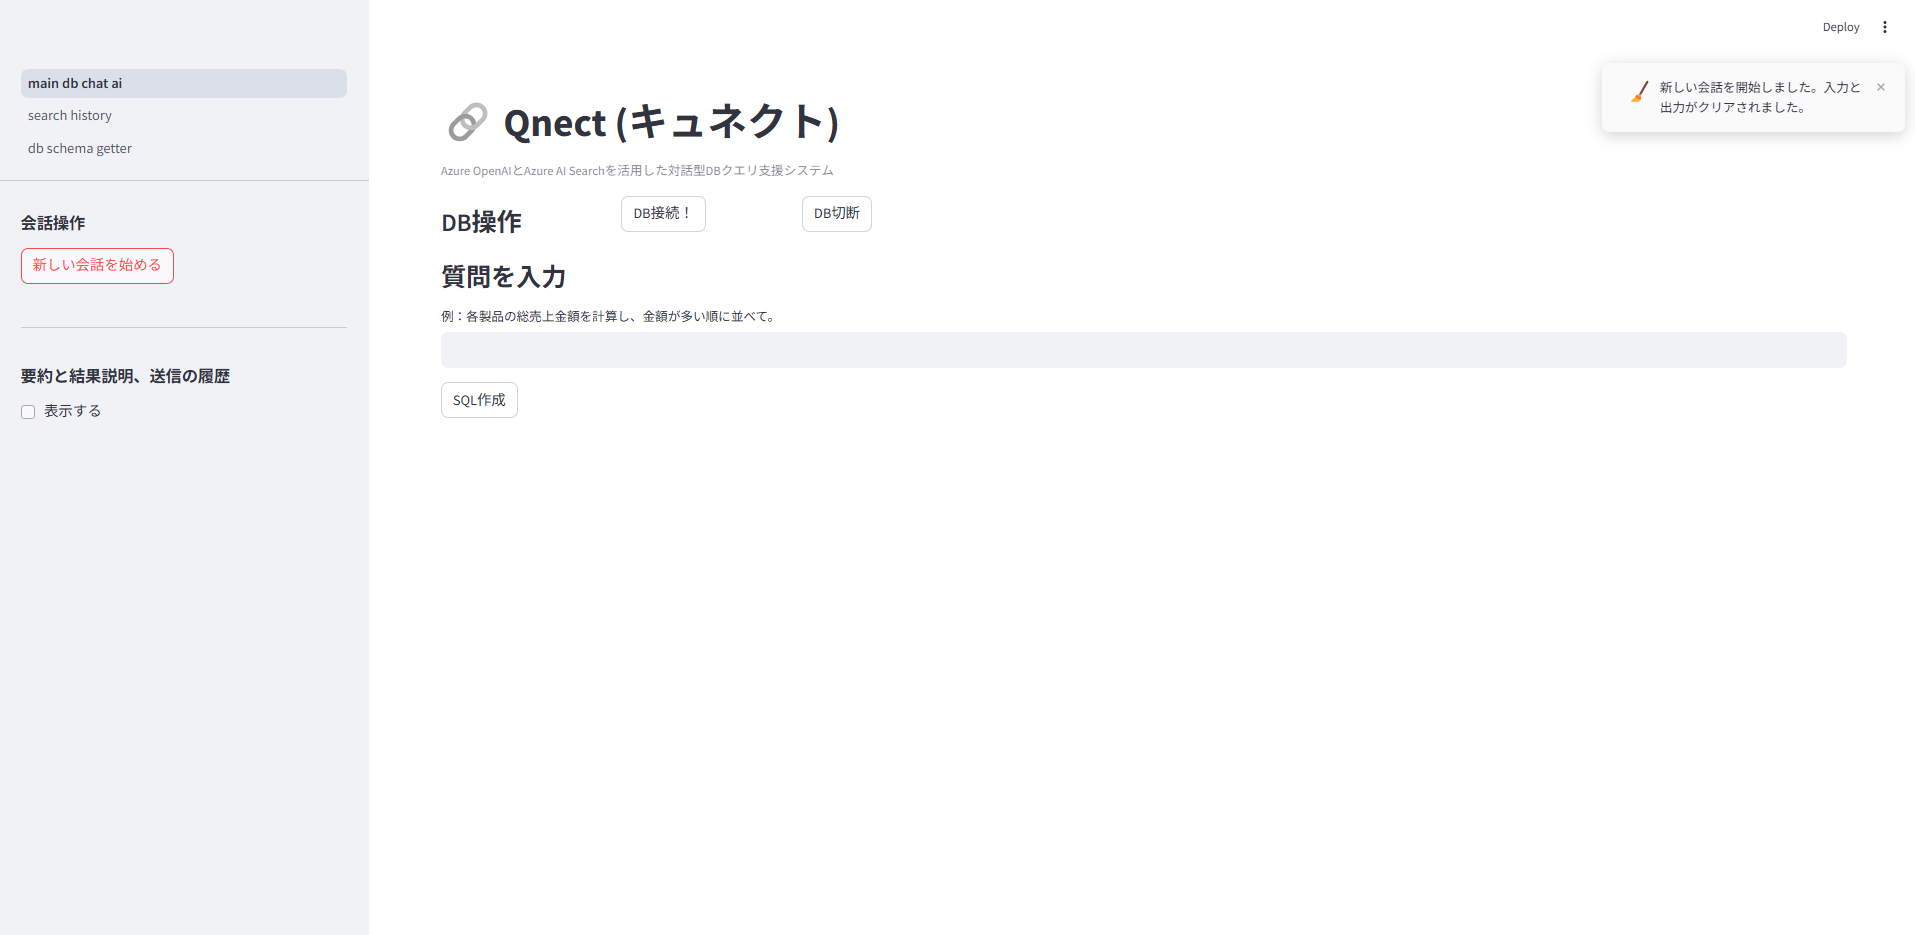 Deploy
main db chat ai
search history
db schema getter
会話操作
新しい会話を始める
要約と結果説明、送信の履歴
表示する
新しい会話を開始しました。入力と
出力がクリアされました。
Qnect (キュネクト)
Azure OpenAIとAzure AI Searchを活用した対話型DBクエリ支援システム
DB操作
DB接続！
DB切断
質問を入力
例：各製品の総売上金額を計算し、金額が多い順に並べて。
SQL作成